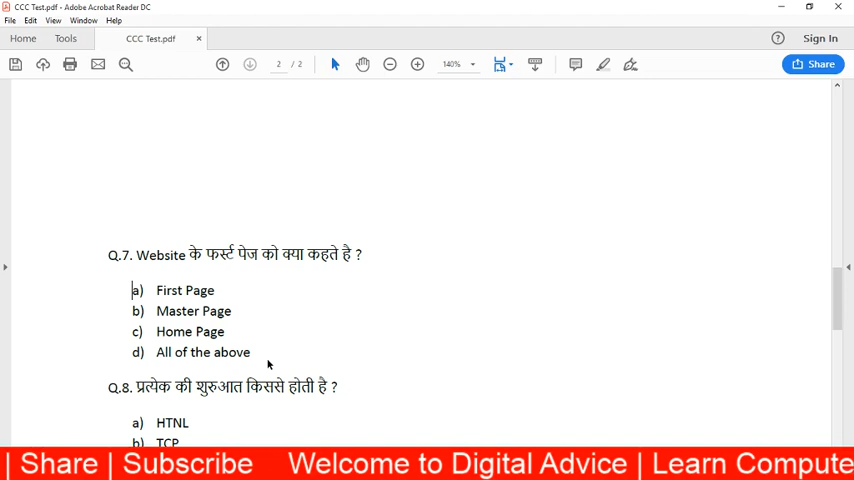 CCC Test.pdf - Adobe Acrobat Reader DC
File Edit View Window Help
Home Tools CCC Test.pdf × Sign In
2 / 2 140% Share
Q.7. Website के फर्स्ट पेज को क्या कहते है ?
a) First Page
b) Master Page
c) Home Page
d) All of the above
Q.8. प्रत्येक की शुरुआत किससे होती है ?
a) HTNL
b) TCP
| Share | Subscribe Welcome to Digital Advice | Learn Compute